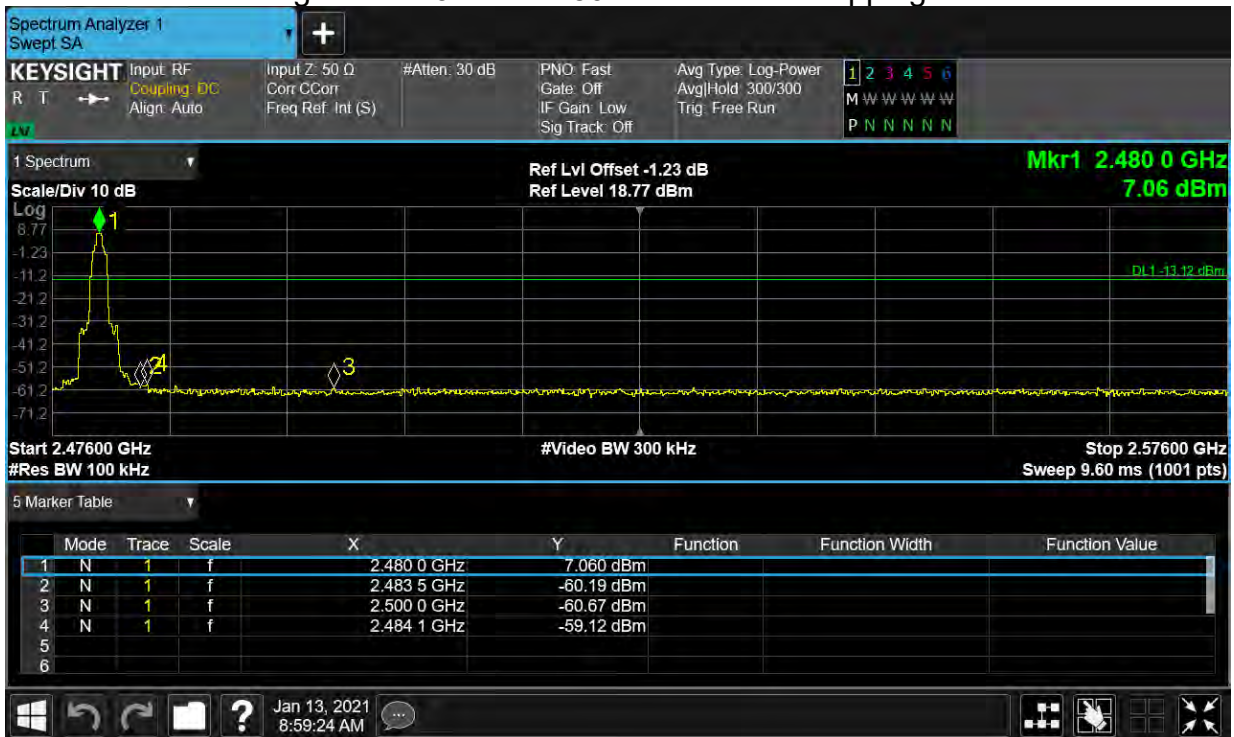 Spectrum Analyzer 1
Swept SA
+
KEYSIGHT Input: RF Input Z: 50 Ω #Atten: 30 dB PNO: Fast Avg Type: Log-Power 1 2 3 4 5 6
R T Coupling: DC Corr CCorr Gate: Off Avg|Hold: 300/300 M W W W W W
Align: Auto Freq Ref: Int (S) IF Gain: Low Trig: Free Run P N N N N N
LXI Sig Track: Off
1 Spectrum Ref Lvl Offset -1.23 dB Mkr1 2.480 0 GHz
Scale/Div 10 dB Ref Level 18.77 dBm 7.06 dBm
Log
1
8.77
-1.23
-11.2 DL1 -13.12 dBm
-21.2
-31.2
-41.2
-51.2 2 4 3
-61.2
-71.2
Start 2.47600 GHz #Video BW 300 kHz Stop 2.57600 GHz
#Res BW 100 kHz Sweep 9.60 ms (1001 pts)
5 Marker Table
Mode Trace Scale X Y Function Function Width Function Value
1 N 1 f 2.480 0 GHz 7.060 dBm
2 N 1 f 2.483 5 GHz -60.19 dBm
3 N 1 f 2.500 0 GHz -60.67 dBm
4 N 1 f 2.484 1 GHz -59.12 dBm
5
6
? Jan 13, 2021
8:59:24 AM